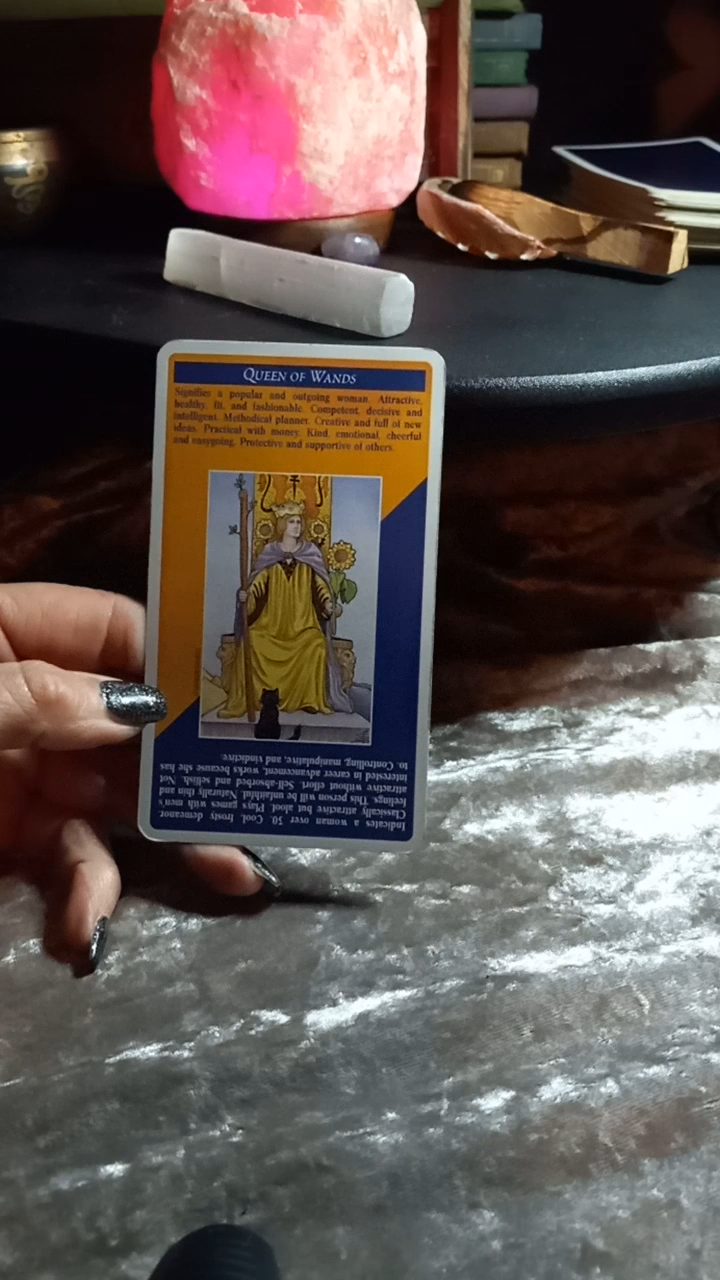 QUEEN OF WANDS
Signifies a popular and outgoing woman. Attractive,
healthy, fit, and fashionable. Competent, decisive and
intelligent. Methodical planner. Creative and full of new
ideas. Practical with money. Kind, emotional, cheerful
and easygoing. Protective and supportive of others.
Indicates a woman over 50. Cool, frosty demeanor.
Classically attractive but aloof. Plays games with men's
feelings. This person will be unfaithful. Naturally thin and
attractive without effort. Self-absorbed and selfish. Not
interested in career advancement, works because she has
to. Controlling, manipulative, and vindictive.